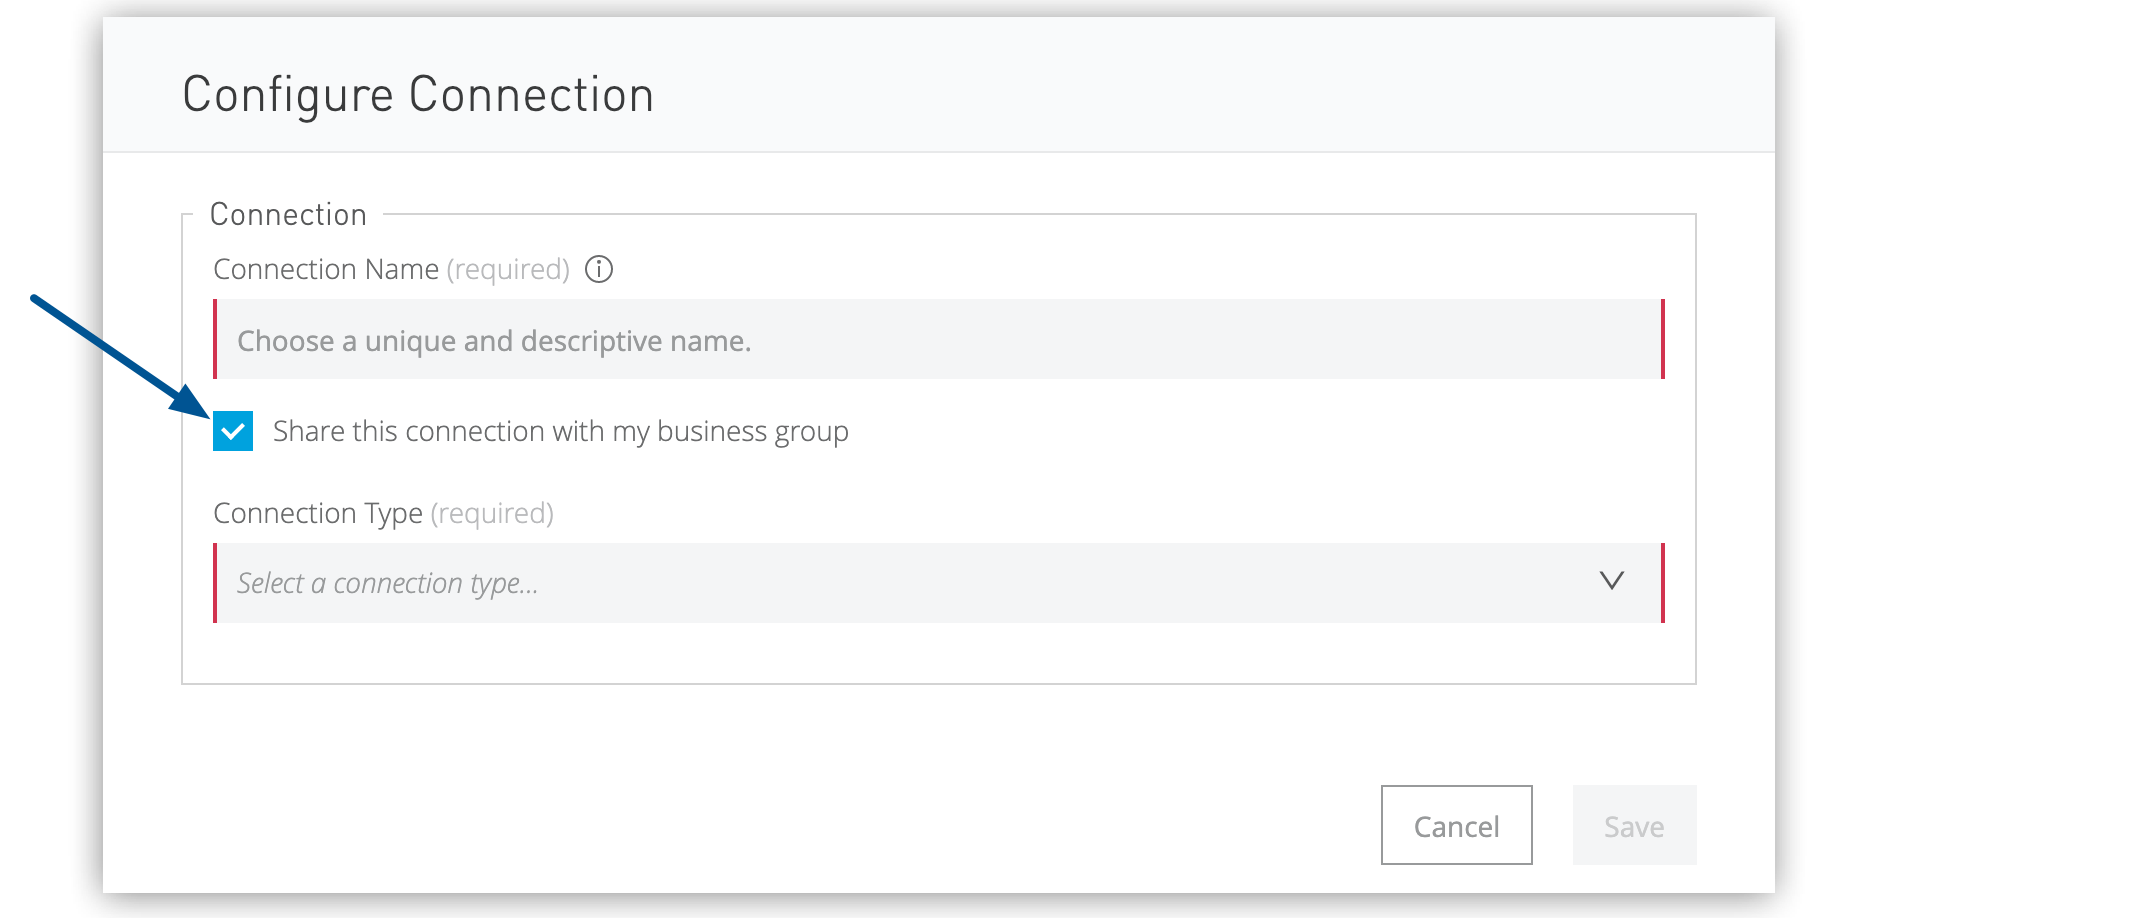 Configure Connection
Connection
Connection Name (required)
Choose a unique and descriptive name.
Share this connection with my business group
Connection Type (required)
Select a connection type...
Cancel
Save